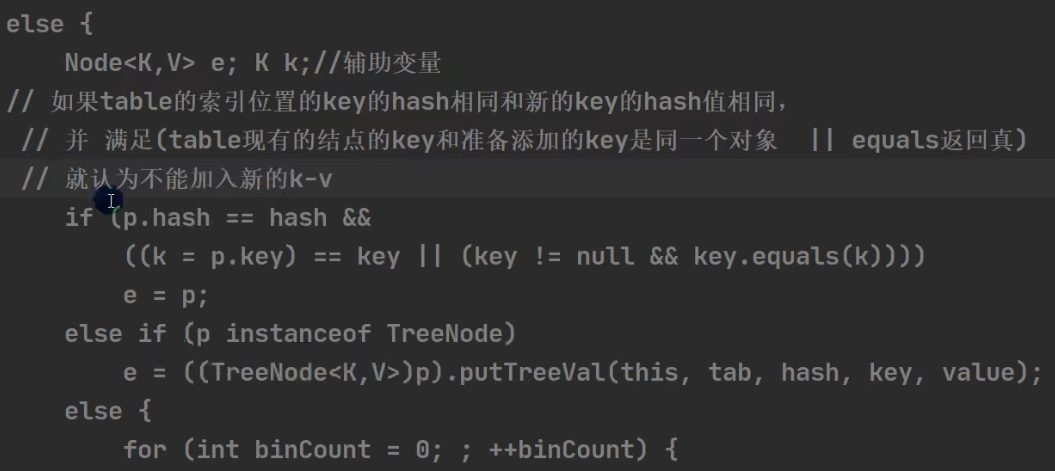 else {
Node<K,V> e; K k;//辅助变量
// 如果table的索引位置的key的hash相同和新的key的hash值相同,
// 并 满足(table现有的结点的key和准备添加的key是同一个对象 || equals返回真)
// 就认为不能加入新的k-v
if (p.hash == hash &&
((k = p.key) == key || (key != null && key.equals(k))))
e = p;
else if (p instanceof TreeNode)
e = ((TreeNode<K,V>)p).putTreeVal(this, tab, hash, key, value);
else {
for (int binCount = 0; ; ++binCount) {